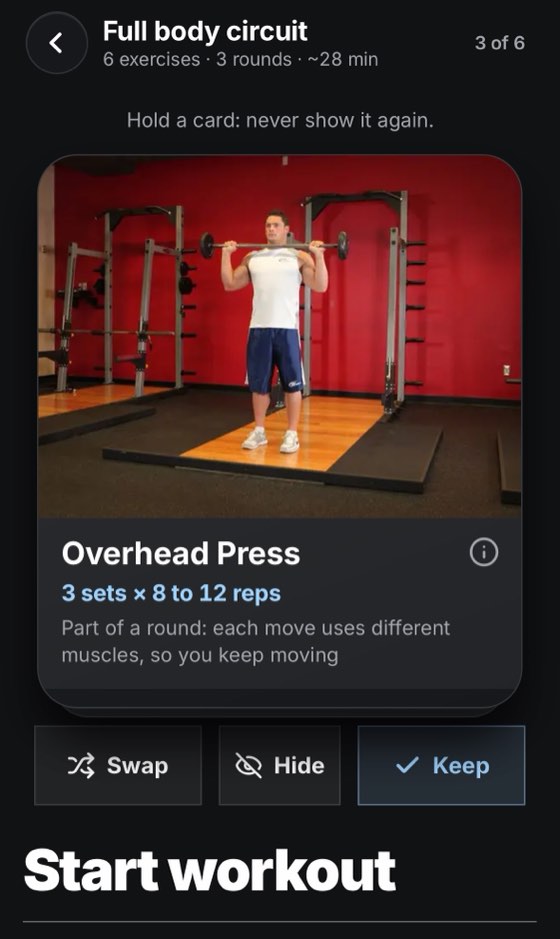 Full body circuit
6 exercises · 3 rounds · ~28 min
3 of 6
Hold a card: never show it again.
Overhead Press
3 sets × 8 to 12 reps
Part of a round: each move uses different
muscles, so you keep moving
Swap
Hide
Keep
Start workout